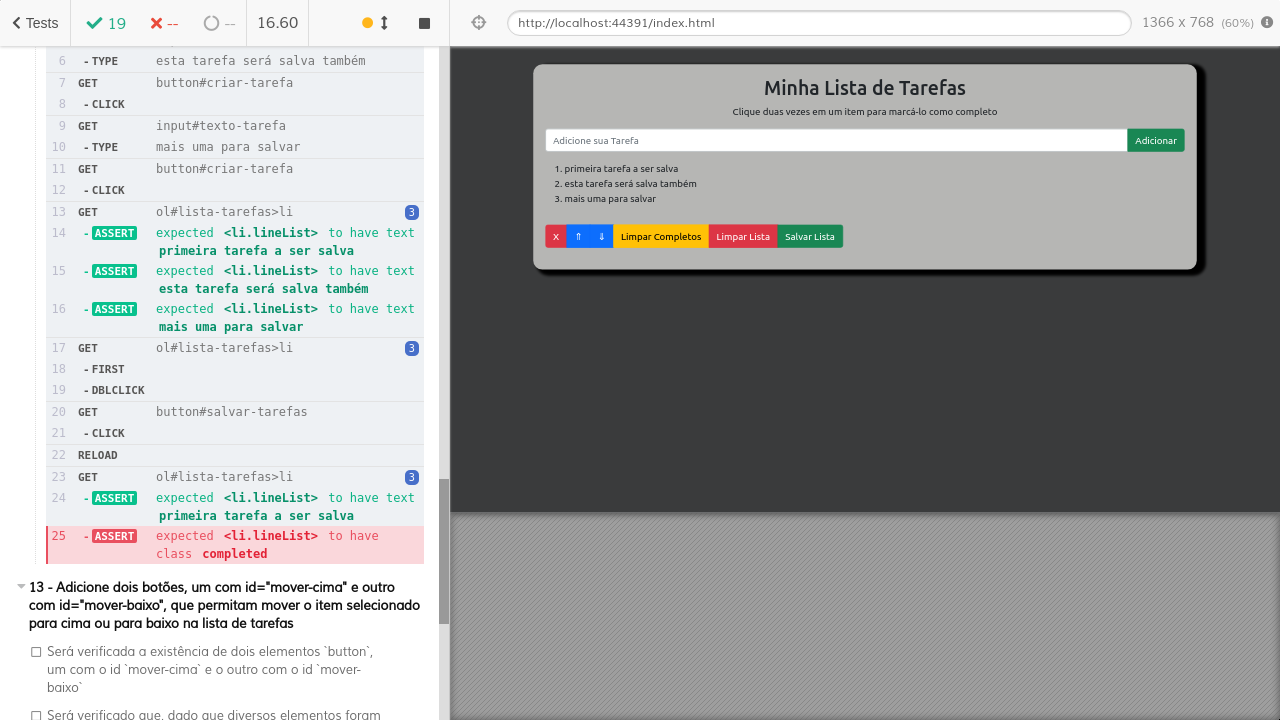 Tests
19
--
--
16.60
http://localhost:44391/index.html
1366 x 768 (60%)
6 -TYPE esta tarefa será salva também
7 GET button#criar-tarefa
8 -CLICK
9 GET input#texto-tarefa
10 -TYPE mais uma para salvar
11 GET button#criar-tarefa
12 -CLICK
13 GET ol#lista-tarefas>li 3
14 -ASSERT expected <li.lineList> to have text
primeira tarefa a ser salva
15 -ASSERT expected <li.lineList> to have text
esta tarefa será salva também
16 -ASSERT expected <li.lineList> to have text
mais uma para salvar
17 GET ol#lista-tarefas>li 3
18 -FIRST
19 -DBLCLICK
20 GET button#salvar-tarefas
21 -CLICK
22 RELOAD
23 GET ol#lista-tarefas>li 3
24 -ASSERT expected <li.lineList> to have text
primeira tarefa a ser salva
25 -ASSERT expected <li.lineList> to have
class completed
13 - Adicione dois botões, um com id="mover-cima" e outro
com id="mover-baixo", que permitam mover o item selecionado
para cima ou para baixo na lista de tarefas
Será verificada a existência de dois elementos `button`,
um com o id `mover-cima` e o outro com o id `mover-
baixo`
Será verificado que, dado que diversos elementos foram
Minha Lista de Tarefas
Clique duas vezes em um item para marcá-lo como completo
Adicione sua Tarefa
Adicionar
1. primeira tarefa a ser salva
2. esta tarefa será salva também
3. mais uma para salvar
X ⇑ ⇓ Limpar Completos Limpar Lista Salvar Lista